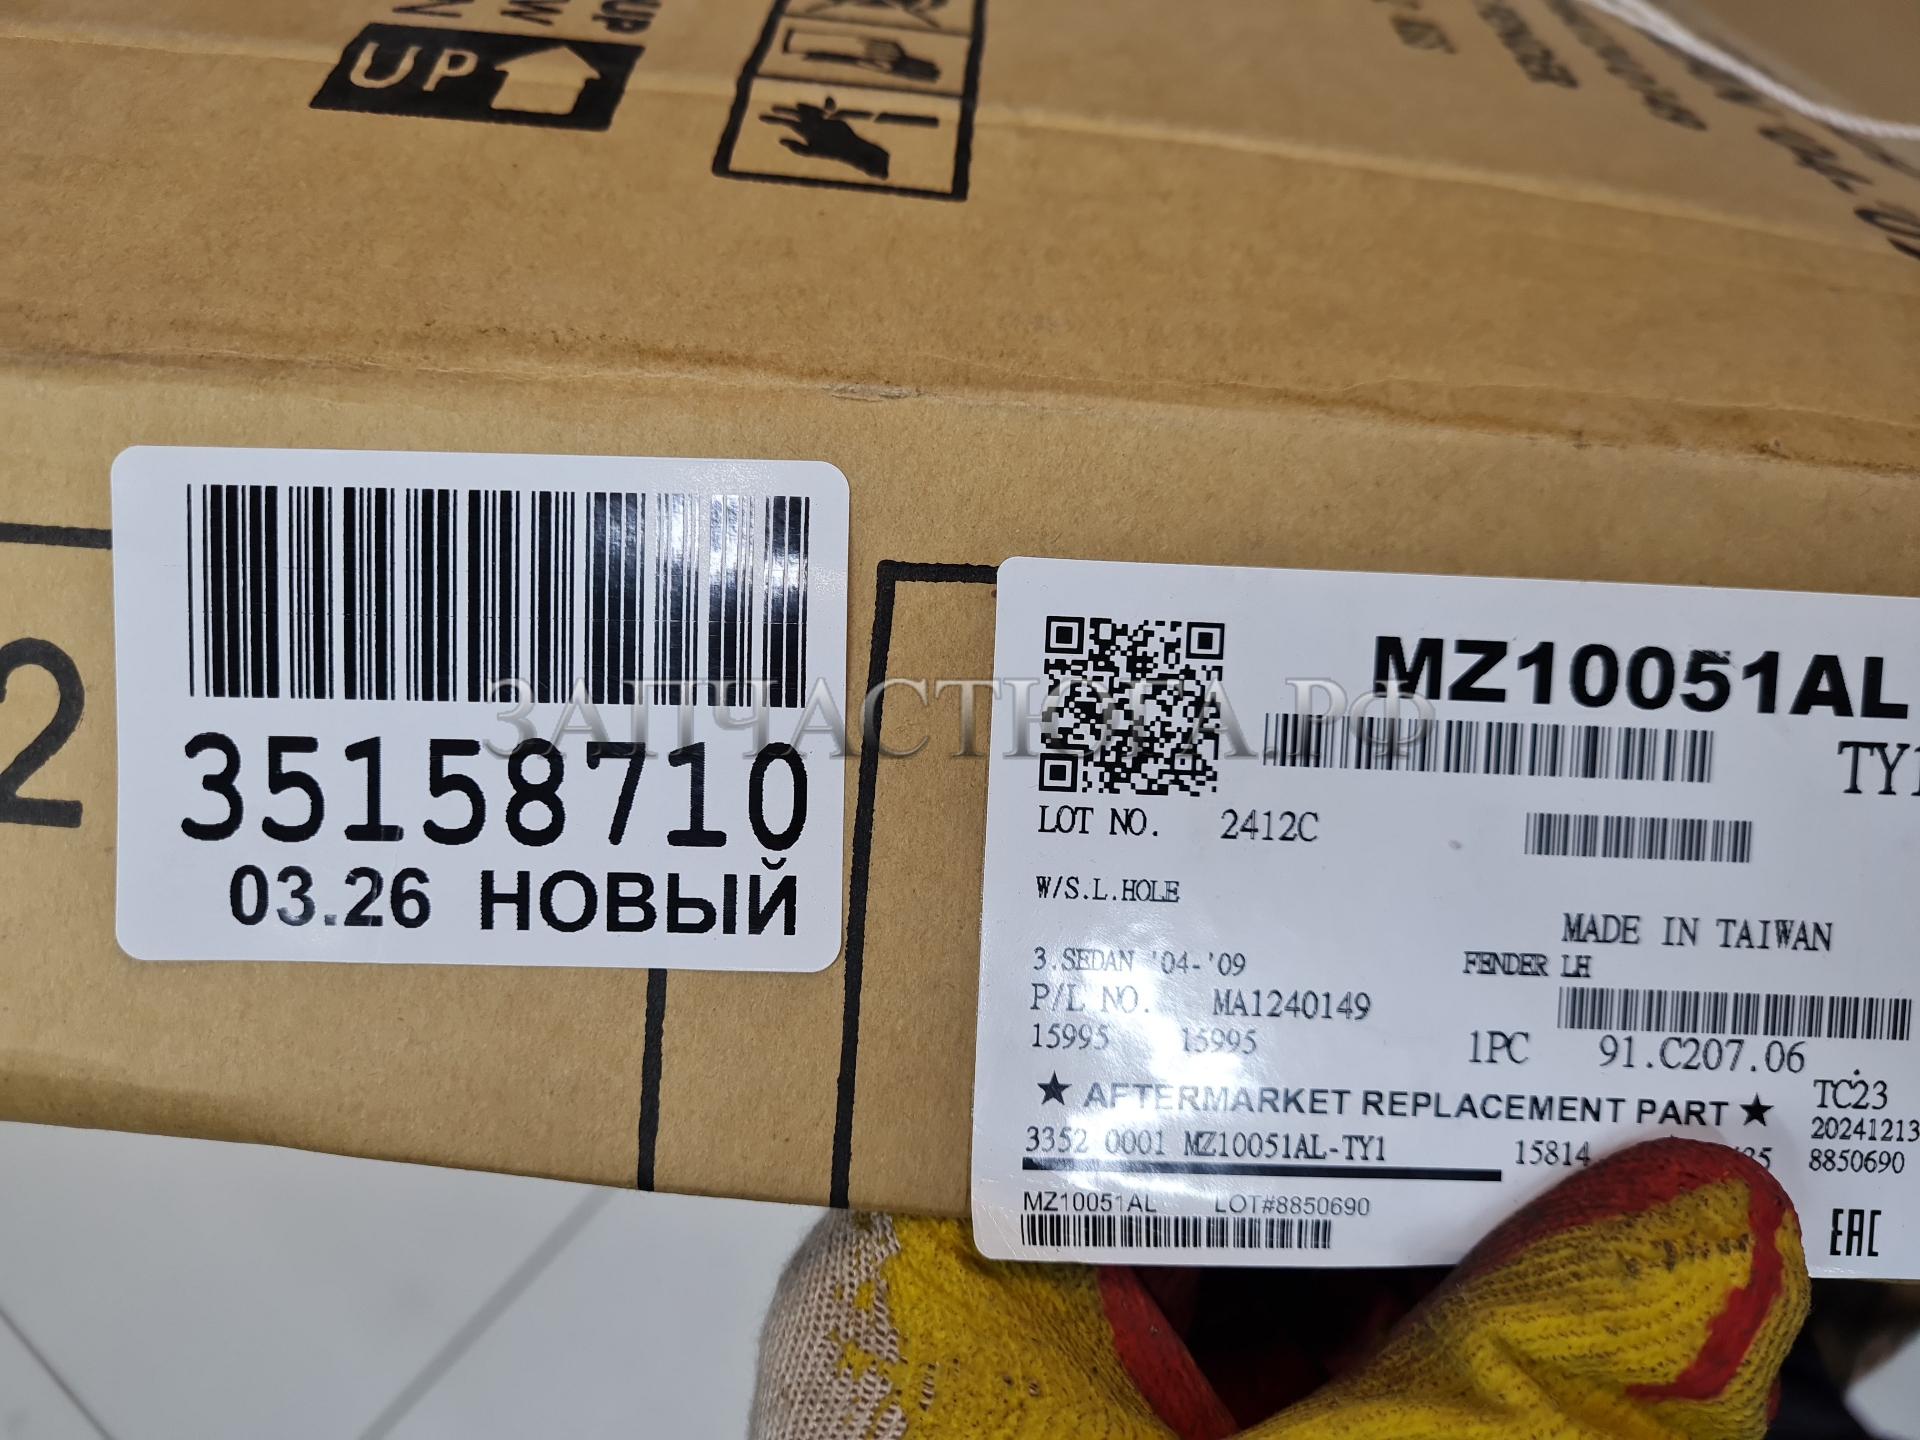 UP
2
35158710
03.26 НОВЫЙ
ЗАПЧАСТЮГА.РФ
MZ10051AL
LOT NO. 2412C
W/S.L.HOLE
MADE IN TAIWAN
3.SEDAN '04-'09 FENDER LH
P/L NO. MA1240149
15995 15995 1PC 91.C207.06
★ AFTERMARKET REPLACEMENT PART ★ TC23
3352 0001 MZ10051AL-TY1 15814 20241213
8850690
MZ10051AL LOT#8850690
EAC